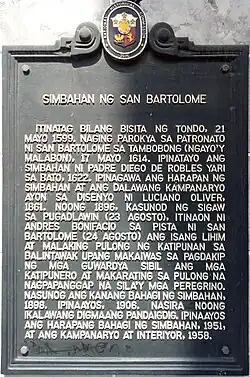 SIMBAHAN NG SAN BARTOLOME
ITINATAG BILANG BISITA NG TONDO, 21
MAYO 1599. NAGING PAROKYA SA PATRONATO
NI SAN BARTOLOME SA TAMBOBONG (NGAYO'Y
MALABON), 17 MAYO 1614. IPINATAYO ANG
SIMBAHAN NI PADRE DIEGO DE ROBLES YARI
SA BATO, 1622. IPINAGAWA ANG HARAPAN NG
SIMBAHAN AT ANG DALAWANG KAMPANARYO
AYON SA DISENYO NI LUCIANO OLIVER,
1861. NOONG 1896, KASUNOD NG SIGAW
SA PUGADLAWIN (23 AGOSTO), ITINAON NI
ANDRES BONIFACIO SA PISTA NI SAN
BARTOLOME (24 AGOSTO) ANG ISANG LIHIM
AT MALAKING PULONG NG KATIPUNAN SA
BALINTAWAK UPANG MAKAIWAS SA PAGDAKIP
NG MGA GUWARDYA SIBIL ANG MGA
KATIPUNERO AT MAKARATING SA PULONG NA
NAGPAPANGGAP NA SILA'Y MGA PEREGRINO.
NASUNOG ANG KANANG BAHAGI NG SIMBAHAN,
1898. IPINAAYOS, 1906. NASIRA NOONG
IKALAWANG DIGMAANG PANDAIGDIG. IPINAAYOS
ANG HARAPANG BAHAGI NG SIMBAHAN, 1951,
AT ANG KAMPANARYO AT INTERIYOR, 1958.